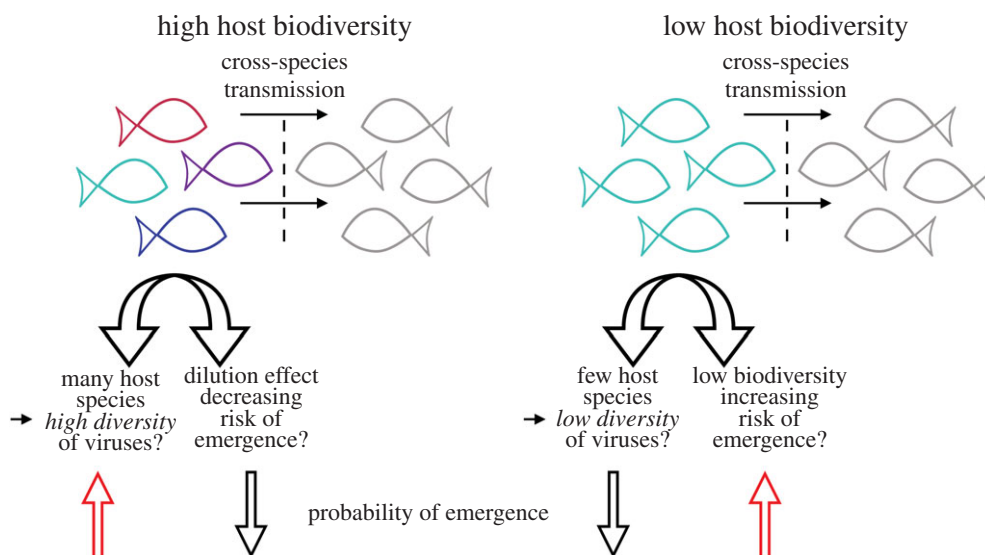 high host biodiversity
cross-species
transmission
many host
species
high diversity
of viruses?
dilution effect
decreasing
risk of
emergence?
low host biodiversity
cross-species
transmission
few host
species
low diversity
of viruses?
low biodiversity
increasing
risk of
emergence?
probability of emergence